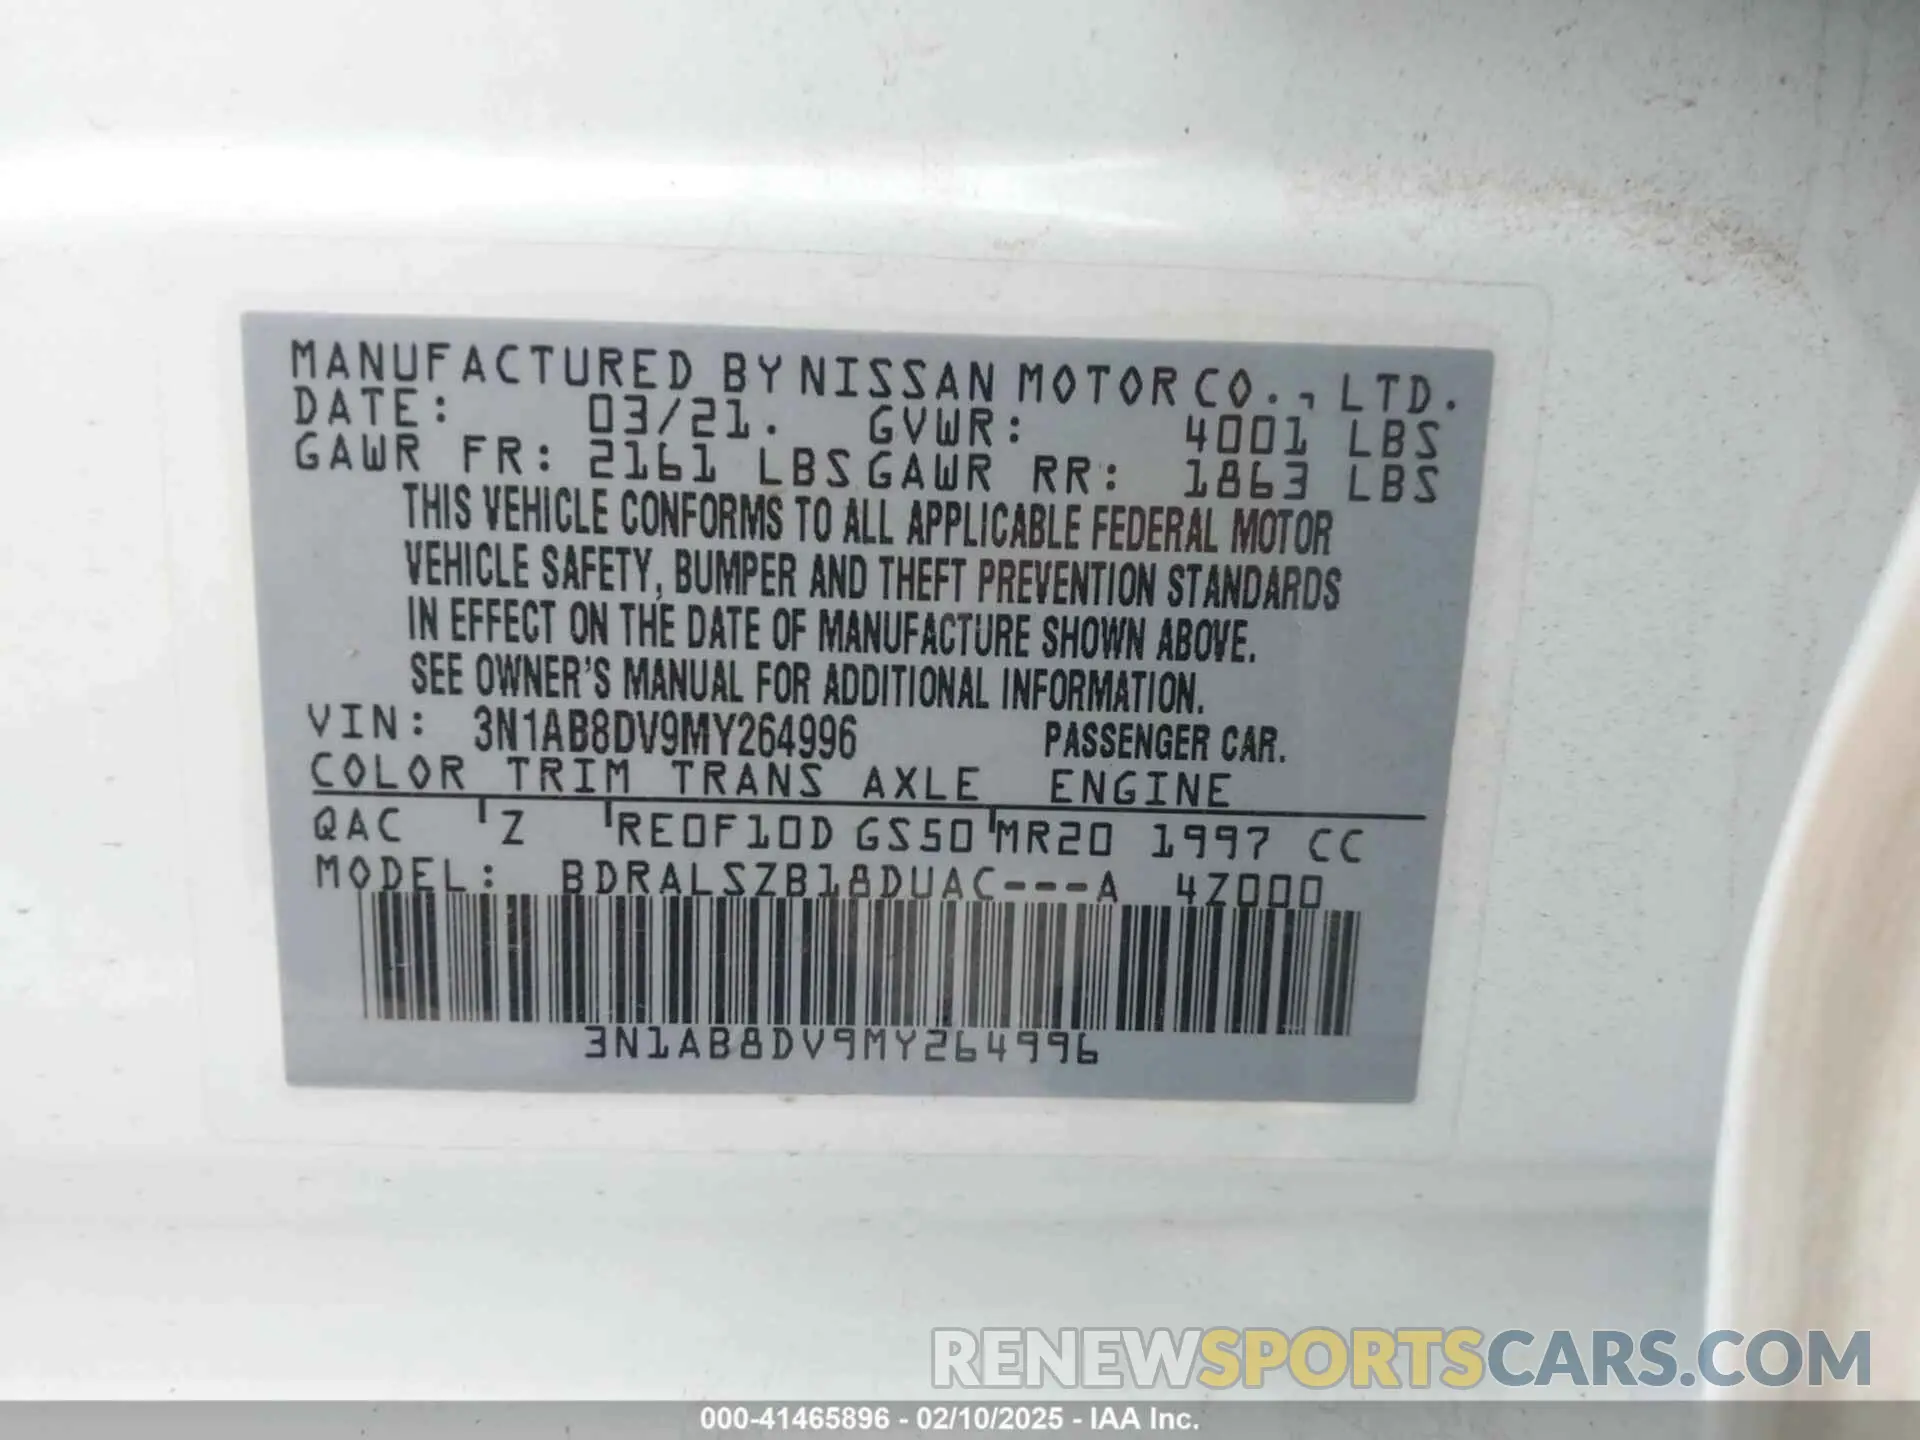 MANUFACTURED BY NISSAN MOTOR CO., LTD.
DATE: 03/21. GVWR: 4001 LBS
GAWR FR: 2161 LBS GAWR RR: 1863 LBS
THIS VEHICLE CONFORMS TO ALL APPLICABLE FEDERAL MOTOR
VEHICLE SAFETY, BUMPER AND THEFT PREVENTION STANDARDS
IN EFFECT ON THE DATE OF MANUFACTURE SHOWN ABOVE.
SEE OWNER'S MANUAL FOR ADDITIONAL INFORMATION.
VIN: 3N1AB8DV9MY264996 PASSENGER CAR.
COLOR TRIM TRANS AXLE ENGINE
QAC Z RE0F10D GS50 MR20 1997 CC
MODEL: BDRALSZB18DUAC---A 4Z000
3N1AB8DV9MY264996
RENEWSPORTSCARS.COM
000-41465896 - 02/10/2025 - IAA Inc.